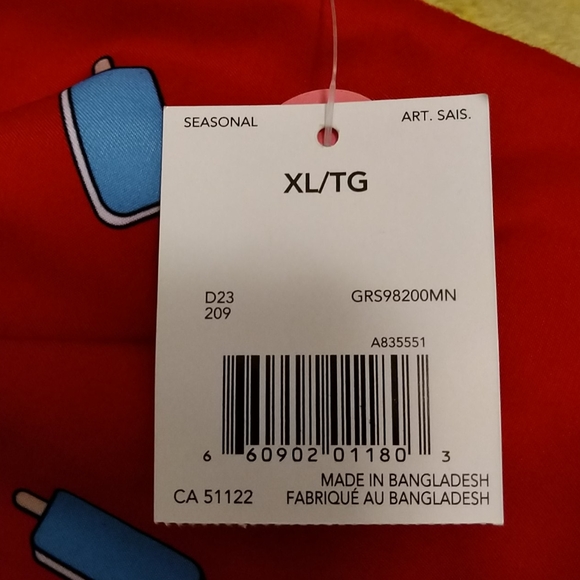 SEASONAL ART. SAIS.
XL/TG
D23 GRS98200MN
209
A835551
6 60902 01180 3
MADE IN BANGLADESH
CA 51122 FABRIQUÉ AU BANGLADESH